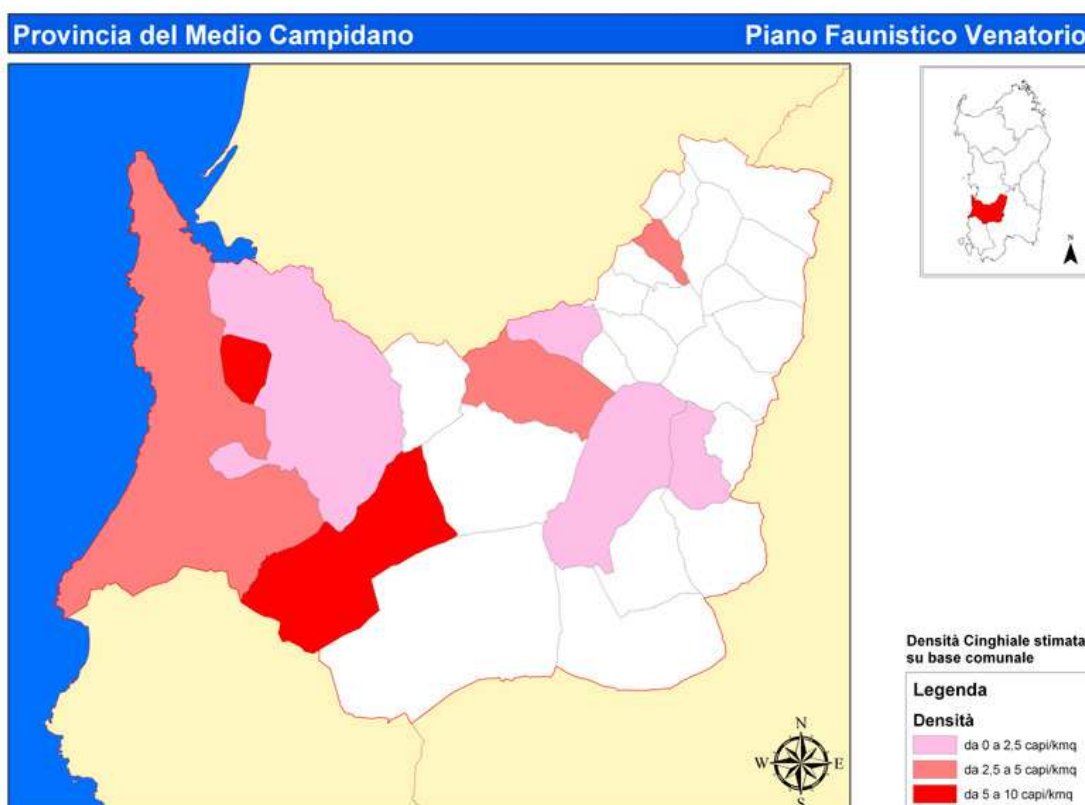 Provincia del Medio Campidano
Piano Faunistico Venatorio
N
N
W
E
S
Densità Cinghiale stimata
su base comunale
Legenda
Densità
da 0 a 2,5 capi/kmq
da 2,5 a 5 capi/kmq
da 5 a 10 capi/kmq